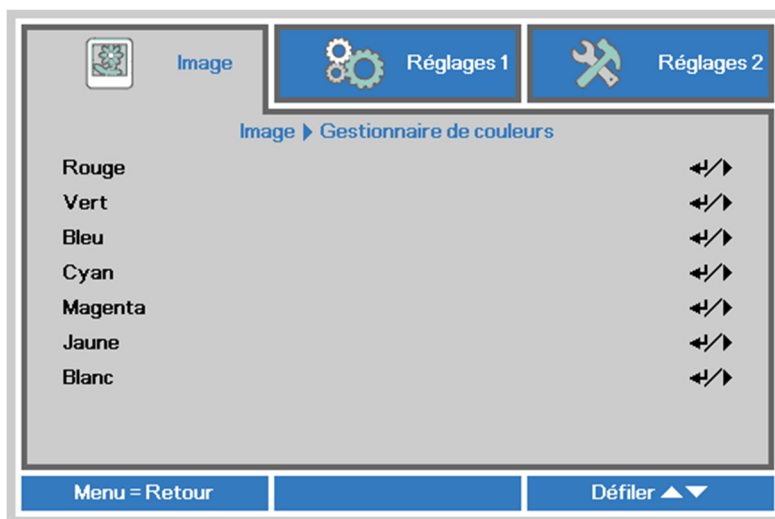 Image
Réglages 1
Réglages 2
Image ▶ Gestionnaire de couleurs
Rouge
Vert
Bleu
Cyan
Magenta
Jaune
Blanc
Menu = Retour
Défiler ▲▼